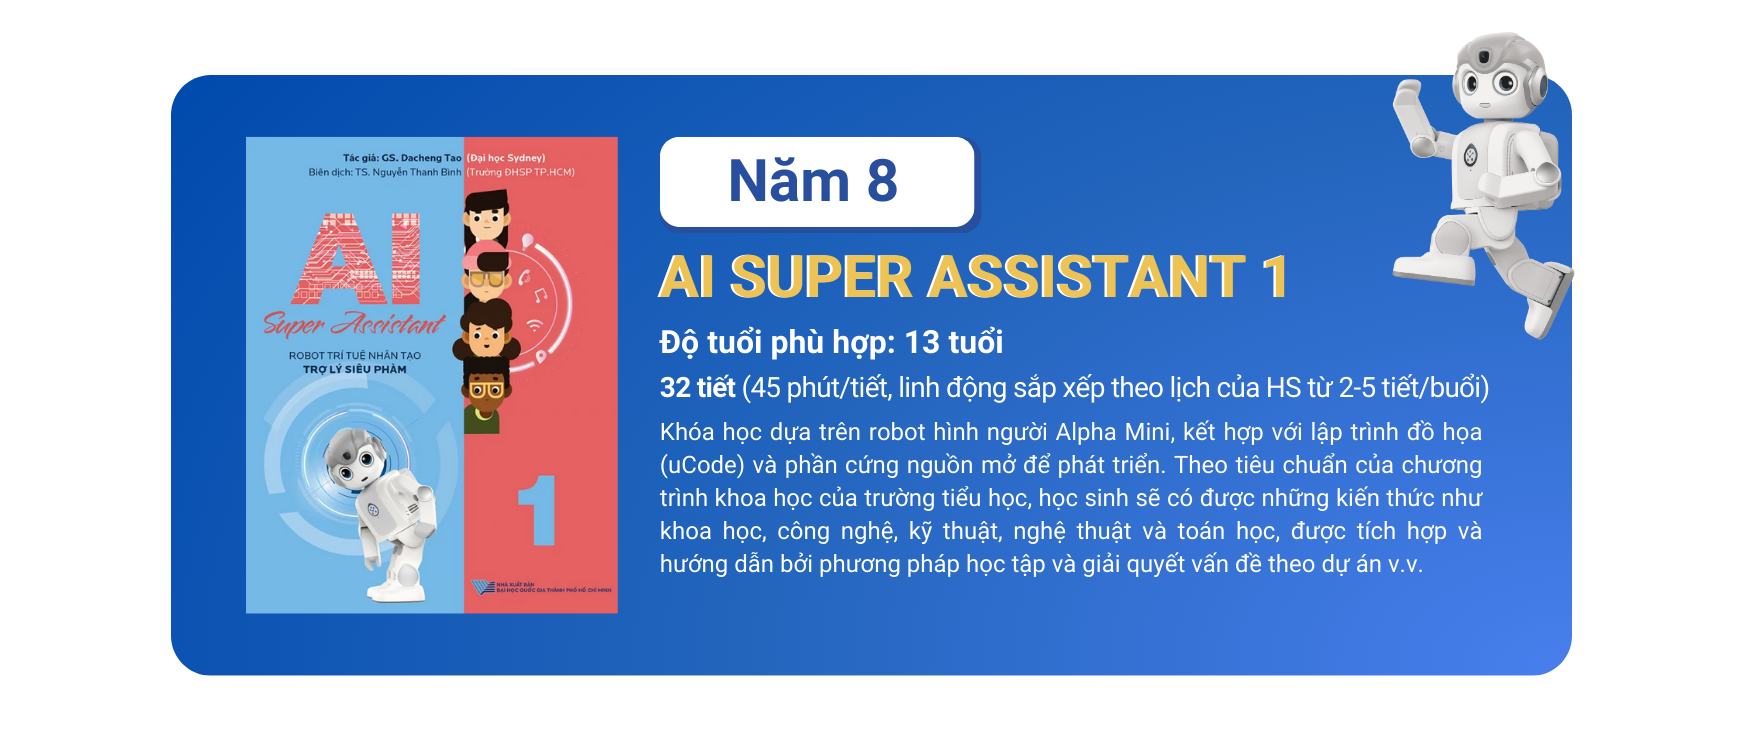 Tác giả: GS. Dacheng Tao (Đại học Sydney)
Biên dịch: TS. Nguyễn Thanh Bình (Trường ĐHSP TP.HCM)
AI
Super Assistant
ROBOT TRÍ TUỆ NHÂN TẠO
TRỢ LÝ SIÊU PHÀM
1
NHÀ XUẤT BẢN
ĐẠI HỌC QUỐC GIA THÀNH PHỐ HỒ CHÍ MINH
Năm 8
AI SUPER ASSISTANT 1
Độ tuổi phù hợp: 13 tuổi
32 tiết (45 phút/tiết, linh động sắp xếp theo lịch của HS từ 2-5 tiết/buổi)
Khóa học dựa trên robot hình người Alpha Mini, kết hợp với lập trình đồ họa
(uCode) và phần cứng nguồn mở để phát triển. Theo tiêu chuẩn của chương
trình khoa học của trường tiểu học, học sinh sẽ có được những kiến thức như
khoa học, công nghệ, kỹ thuật, nghệ thuật và toán học, được tích hợp và
hướng dẫn bởi phương pháp học tập và giải quyết vấn đề theo dự án v.v.